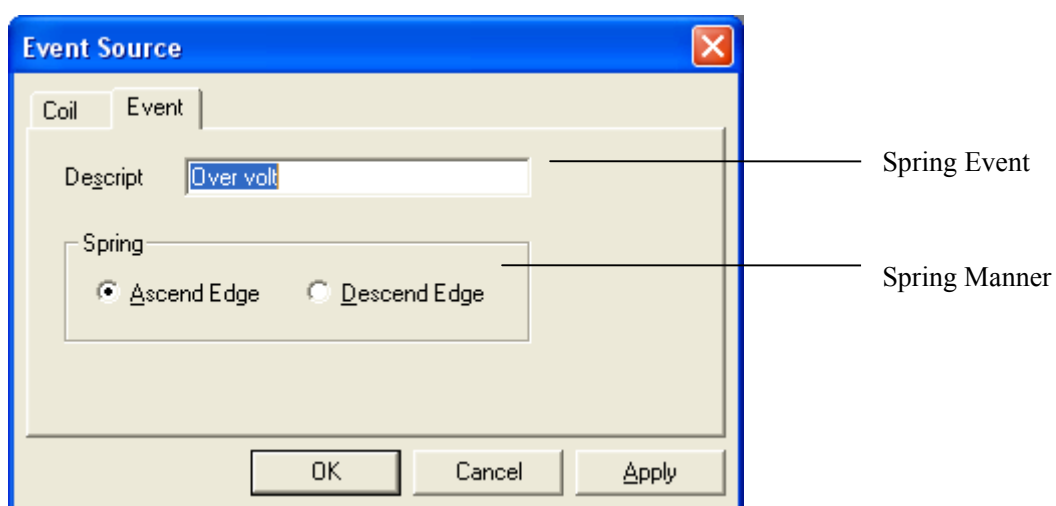 Event Source
Coil Event
Descript Over volt Spring Event
Spring
Ascend Edge Descend Edge Spring Manner
OK Cancel Apply